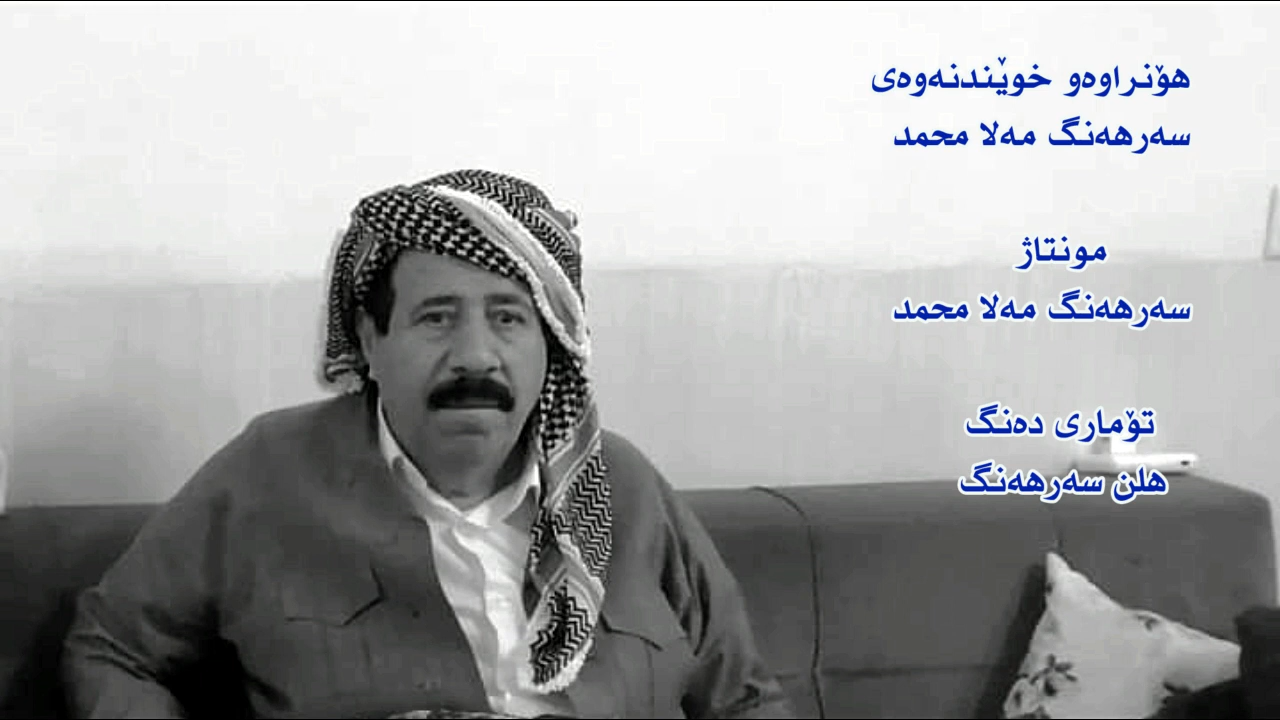 هۆنراوەو خوێندنەوەی
سەرهەنگ مەلا محمد
مونتاژ
سەرهەنگ مەلا محمد
تۆماری دەنگ
هلن سەرهەنگ